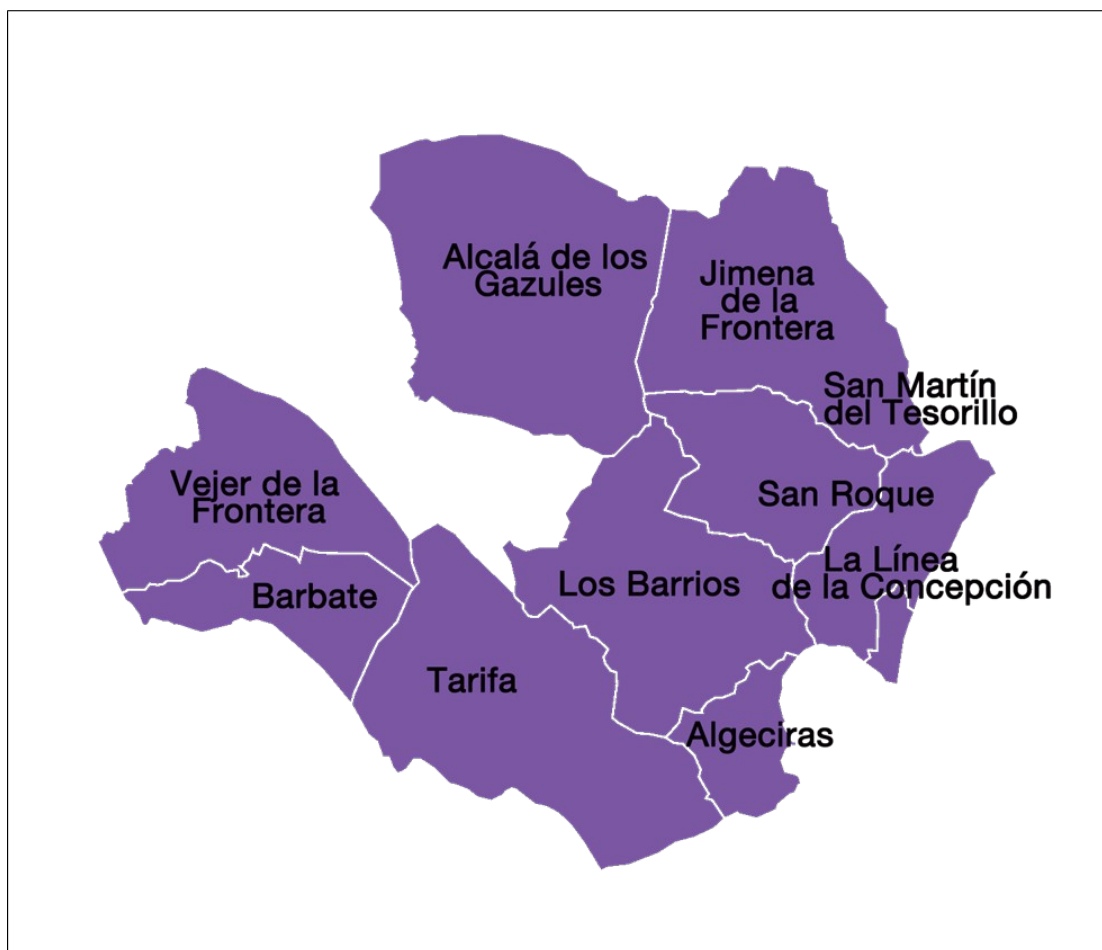 Alcalá de los
Gazules
Jimena
de la
Frontera
San Martín
del Tesorillo
Vejer de la
Frontera
San Roque
La Línea
de la Concepción
Los Barrios
Barbate
Tarifa
Algeciras